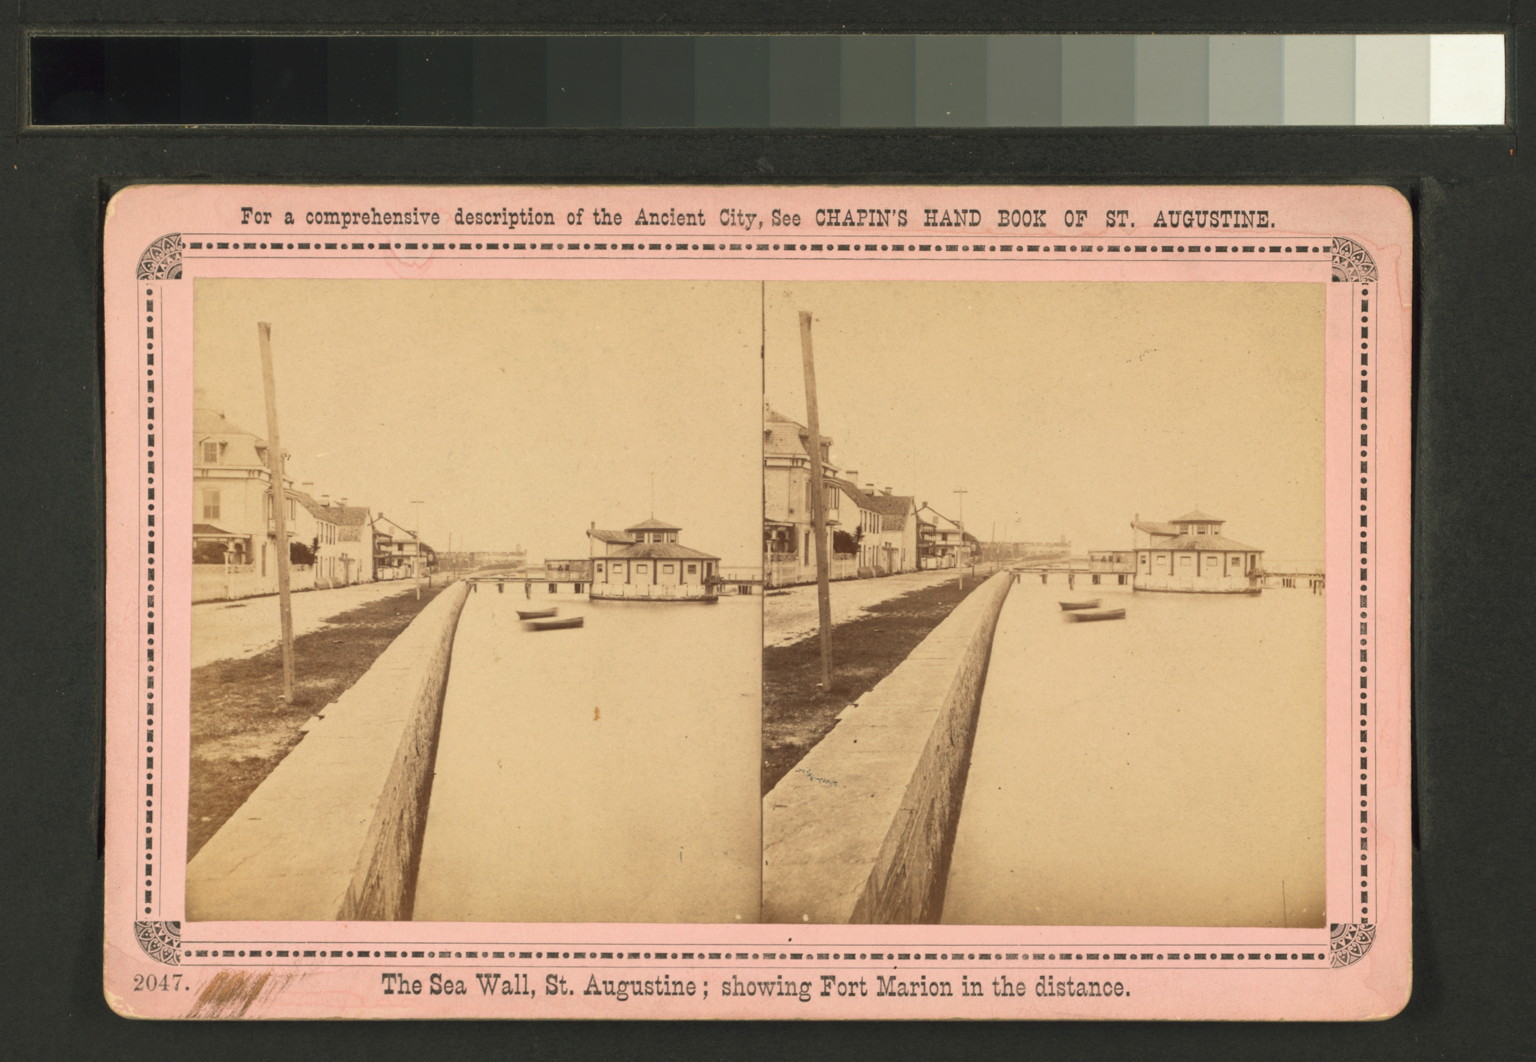 For a comprehensive description of the Ancient City, See CHAPIN'S HAND BOOK OF ST. AUGUSTINE.
2047.
The Sea Wall, St. Augustine; showing Fort Marion in the distance.